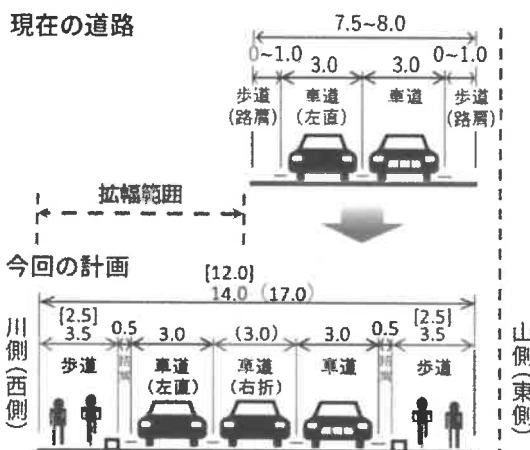 現在の道路
7.5~8.0
0~1.0 3.0 3.0 0~1.0
歩道 車道 車道 歩道
(路肩) (左直) (路肩)
拡幅範囲
今回の計画
[12.0]
14.0 (17.0)
[2.5] [2.5]
3.5 0.5 3.0 (3.0) 3.0 0.5 3.5
歩道 路肩 車道 車道 車道 路肩 歩道
(左直) (右折)
川側(西側)
山側(東側)